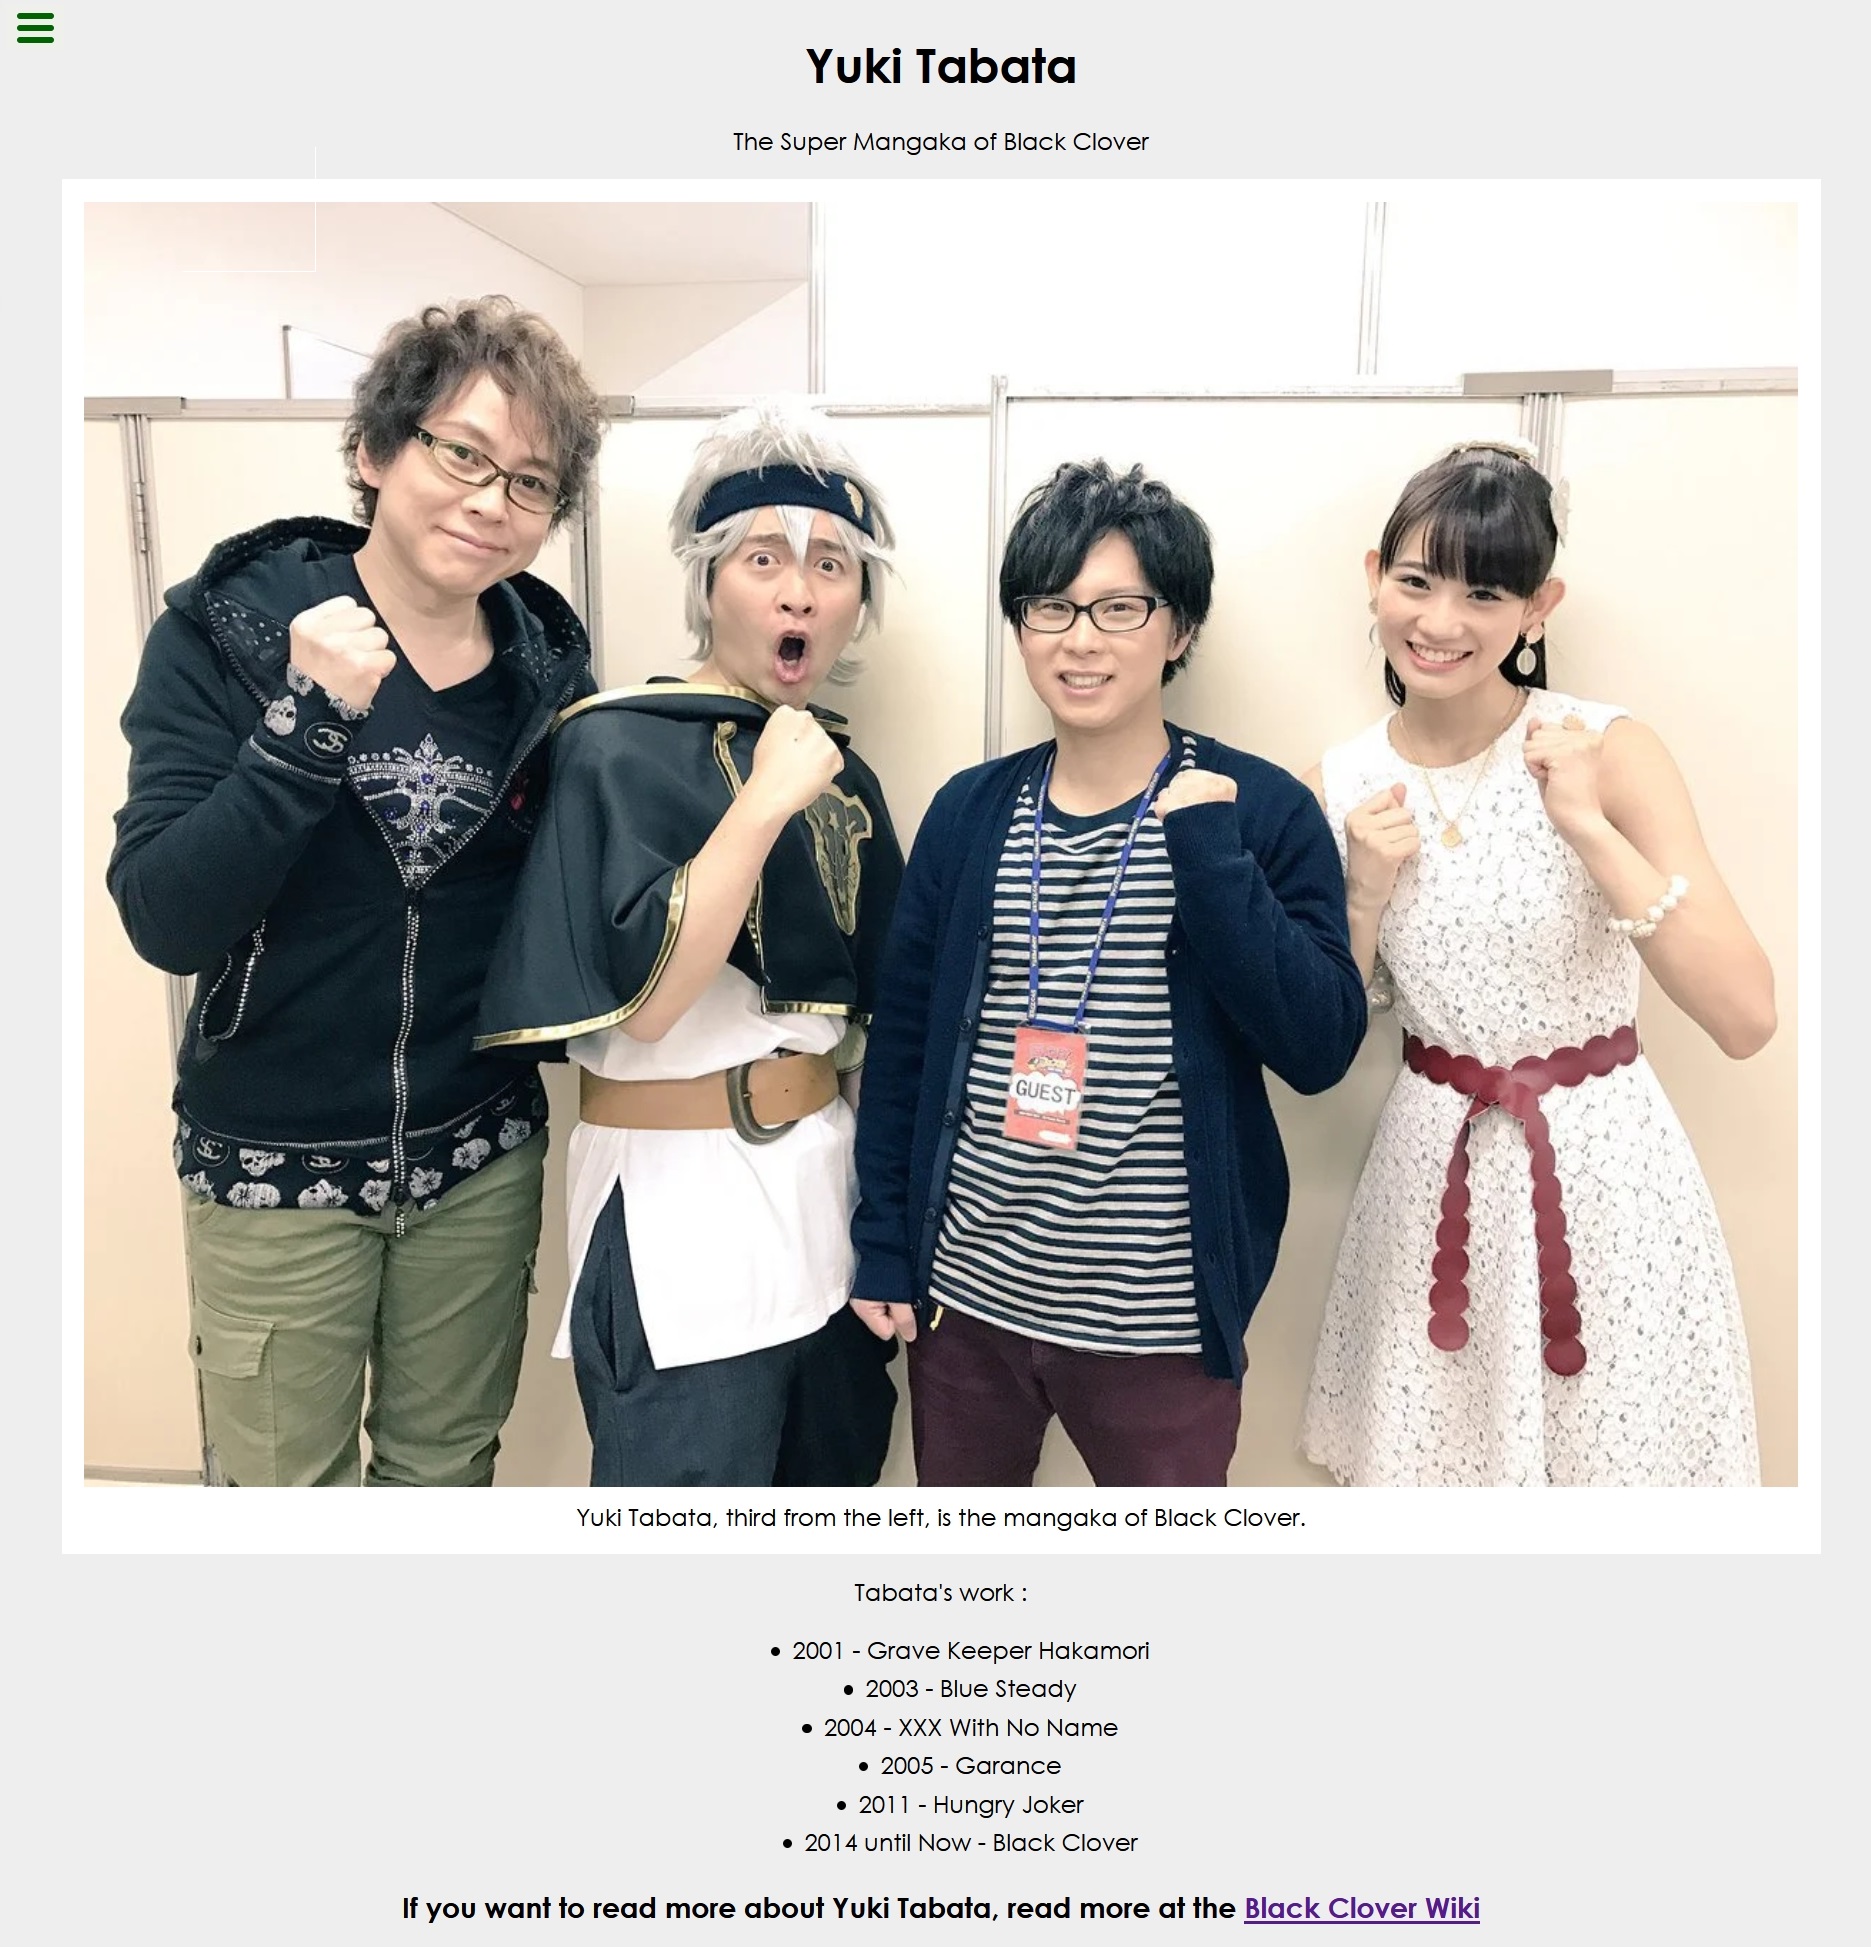 Yuki Tabata
The Super Mangaka of Black Clover
GUEST
Yuki Tabata, third from the left, is the mangaka of Black Clover.
Tabata's work :
• 2001 - Grave Keeper Hakamori
• 2003 - Blue Steady
• 2004 - XXX With No Name
• 2005 - Garance
• 2011 - Hungry Joker
• 2014 until Now - Black Clover
If you want to read more about Yuki Tabata, read more at the Black Clover Wiki